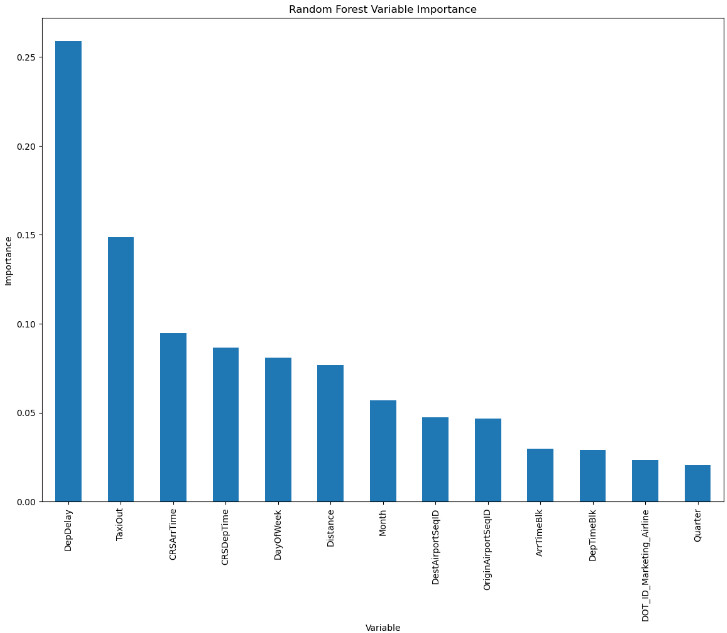 Random Forest Variable Importance
Importance
0.25
0.20
0.15
0.10
0.05
0.00
DepDelay
TaxiOut
CRSArrTime
CRSDepTime
DayOfWeek
Distance
Month
DestAirportSeqID
OriginAirportSeqID
ArrTimeBlk
DepTimeBlk
DOT_ID_Marketing_Airline
Quarter
Variable